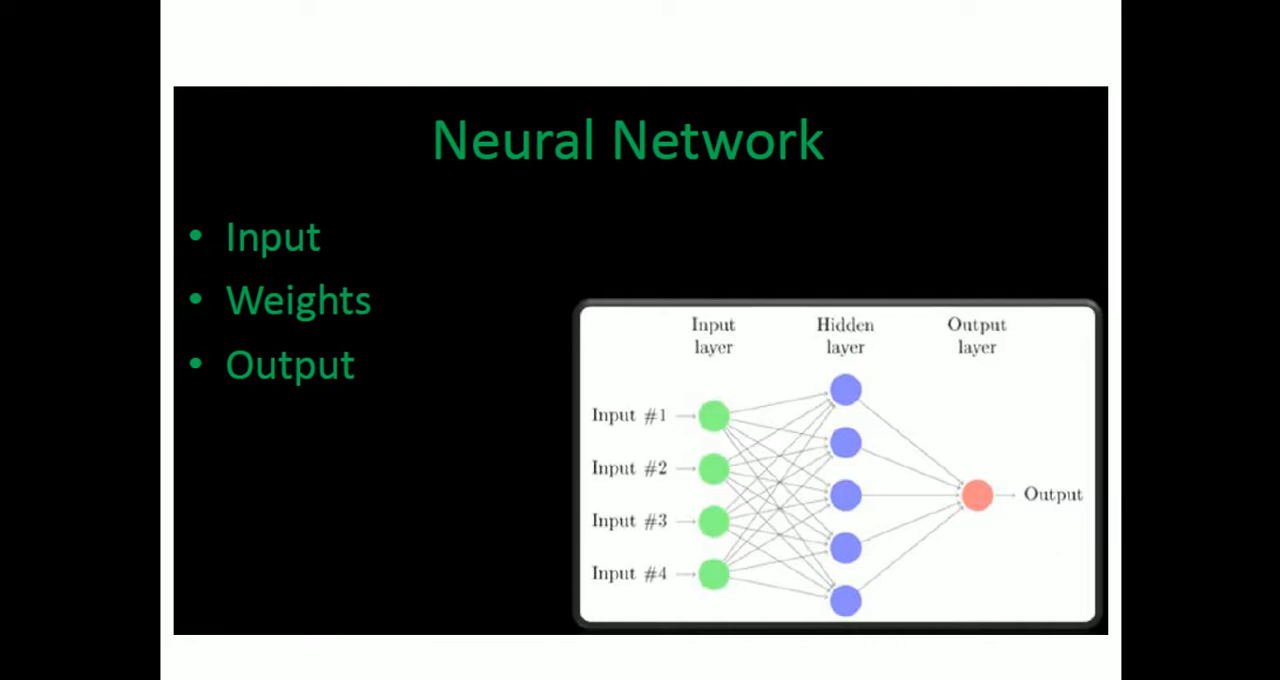 Neural Network
• Input
• Weights
• Output
Input layer
Hidden layer
Output layer
Input #1
Input #2
Input #3
Input #4
Output